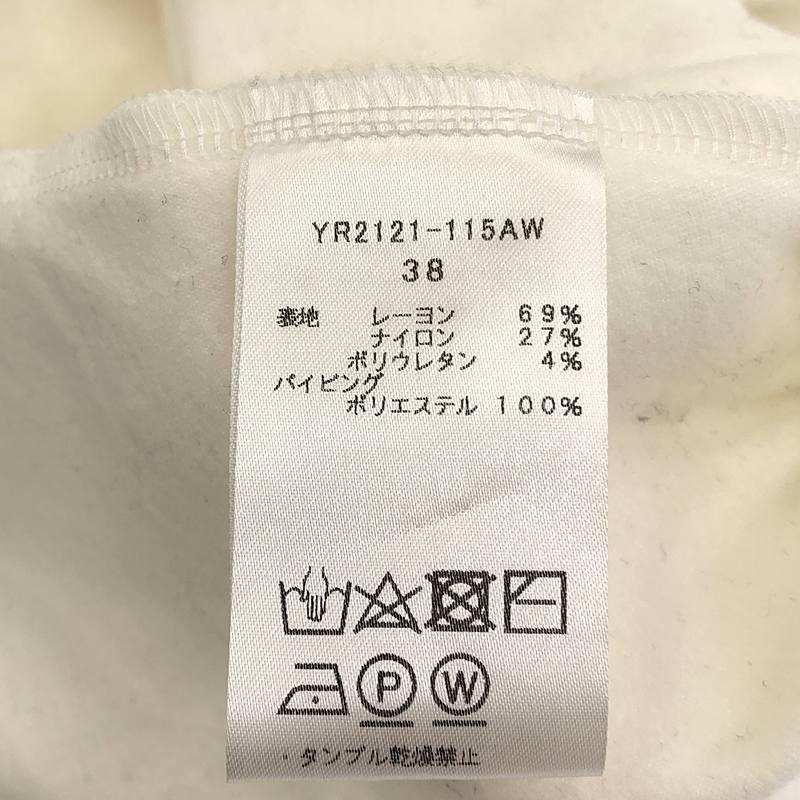 YR2121-115AW
38
表地 レーヨン 69%
ナイロン 27%
ポリウレタン 4%
パイピング
ポリエステル 100%
P W
・タンブル乾燥禁止